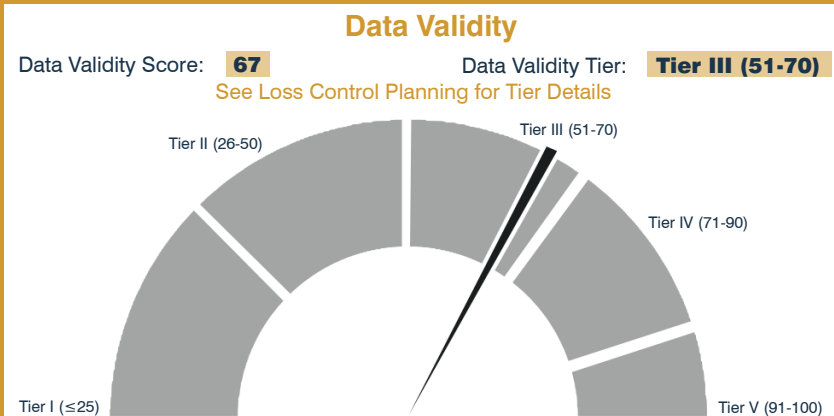 Data Validity
Data Validity Score: 67
Data Validity Tier: Tier III (51-70)
See Loss Control Planning for Tier Details
Tier III (51-70)
Tier II (26-50)
Tier IV (71-90)
Tier I (≤25)
Tier V (91-100)